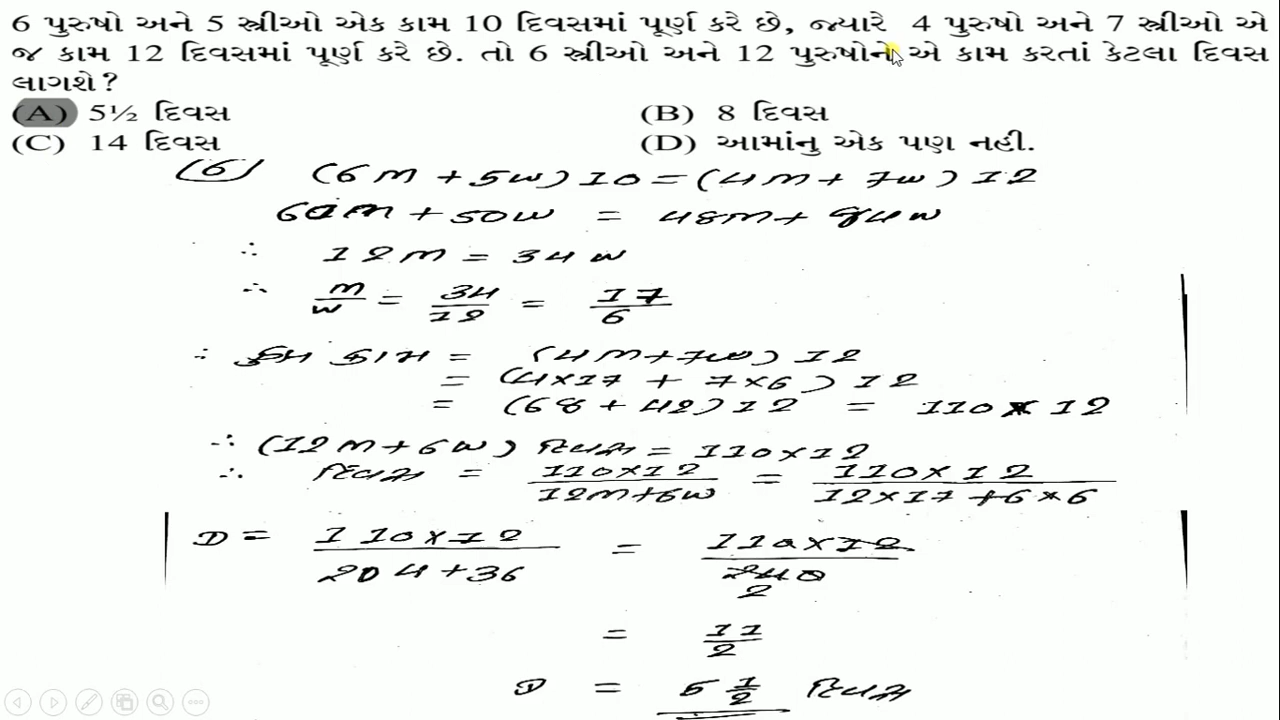 6 પુરુષો અને 5 સ્ત્રીઓ એક કામ 10 દિવસમાં પૂર્ણ કરે છે, જ્યારે 4 પુરુષો અને 7 સ્ત્રીઓ એ
જ કામ 12 દિવસમાં પૂર્ણ કરે છે. તો 6 સ્ત્રીઓ અને 12 પુરુષોને એ કામ કરતાં કેટલા દિવસ
લાગશે?
(A) 5½ દિવસ (B) 8 દિવસ
(C) 14 દિવસ (D) આમાંનુ એક પણ નહી.
(6) (6m + 5w) 10 = (4m + 7w) 12
60m + 50w = 48m + 84w
∴ 12m = 34w
∴ m/w = 34/12 = 17/6
∴ કુલ કામ = (4m + 7w) 12
= (4×17 + 7×6) 12
= (68 + 42) 12 = 110 × 12
∴ (12m + 6w) દિવસ = 110 × 12
∴ દિવસ = 110×12/12m+6w = 110×12/12×17+6×6
D = 110×12/204+36 = 110×12/240 2
= 11/2
D = 5 1/2 દિવસ